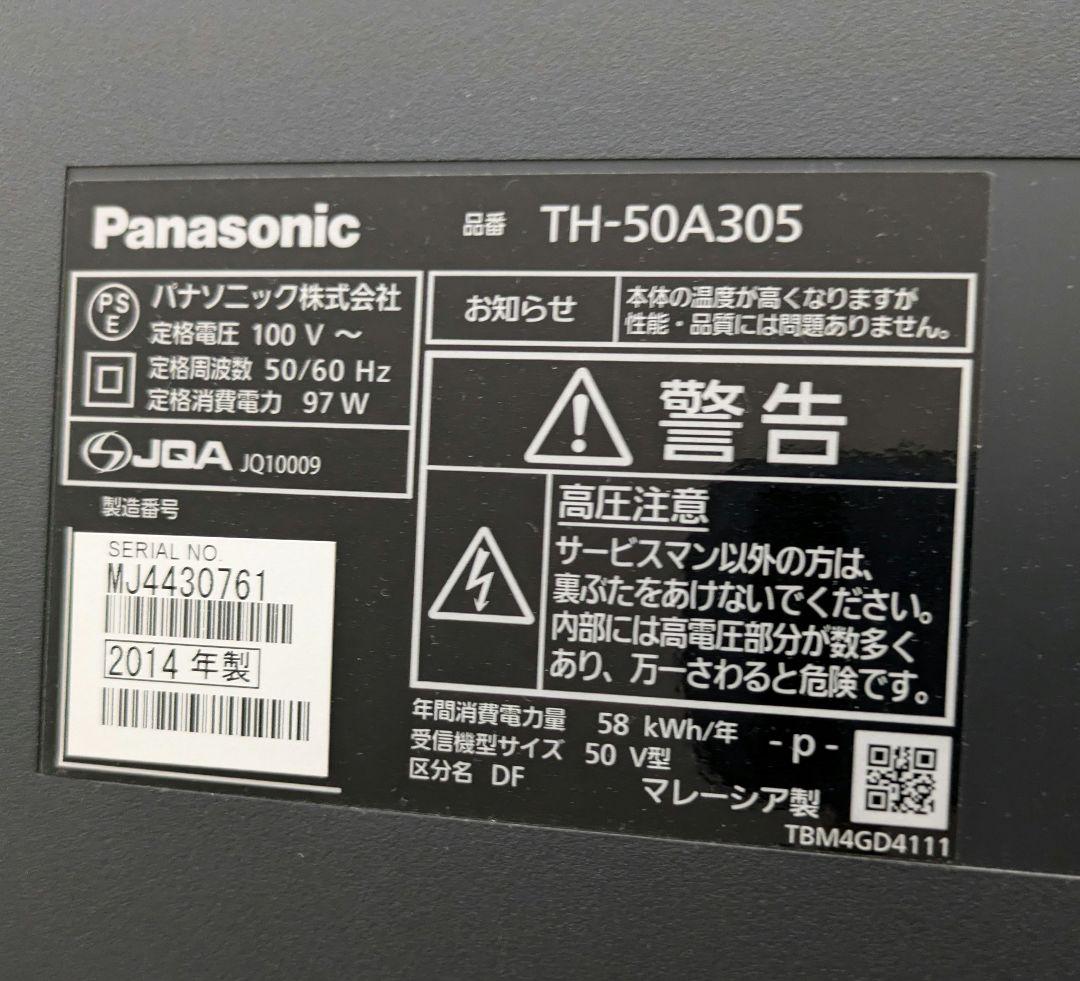 Panasonic 品番 TH-50A305
PS
E
パナソニック株式会社
定格電圧 100 V ～
定格周波数 50/60 Hz
定格消費電力 97 W
JQA JQ10009
製造番号
SERIAL NO.
MJ4430761
2014 年製
お知らせ
本体の温度が高くなりますが
性能・品質には問題ありません。
警告
高圧注意
サービスマン以外の方は、
裏ぶたをあけないでください。
内部には高電圧部分が数多く
あり、万一さわると危険です。
年間消費電力量 58 kWh/年
受信機型サイズ 50 V型
区分名 DF
- p -
マレーシア製
TBM4GD4111